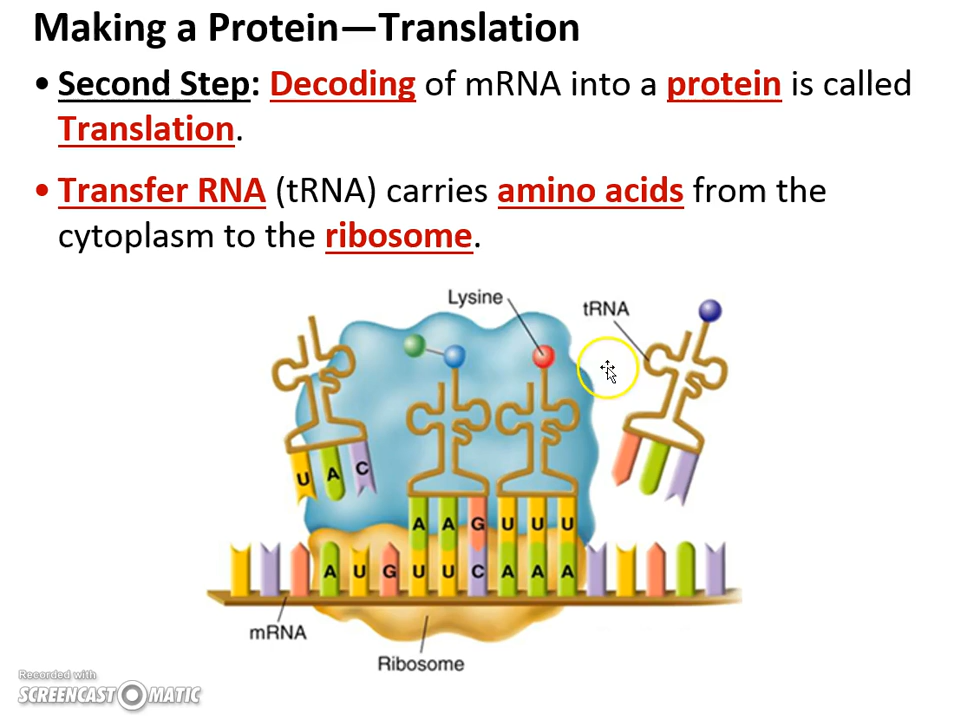 Making a Protein—Translation
• Second Step: Decoding of mRNA into a protein is called
Translation.
• Transfer RNA (tRNA) carries amino acids from the
cytoplasm to the ribosome.
Lysine
tRNA
U A C
A A G U U U
A U G U U C A A A
mRNA
Ribosome
Recorded with
SCREENCAST O MATIC